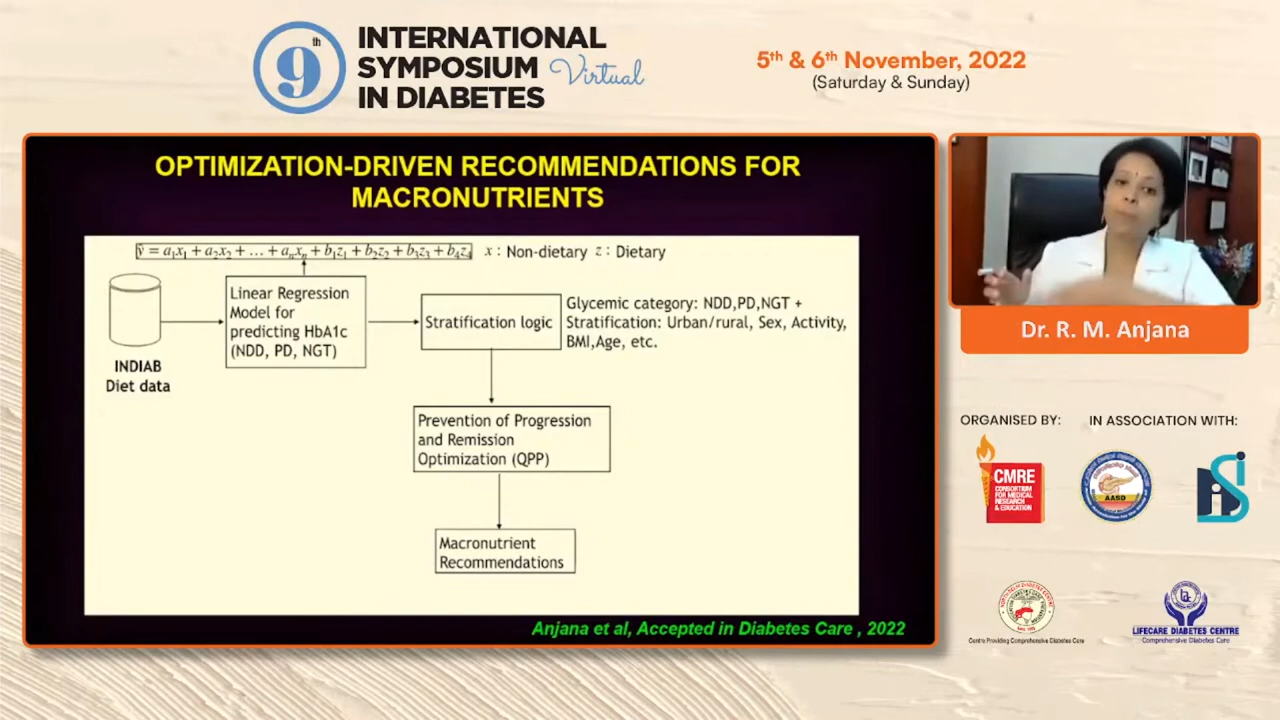 9th
INTERNATIONAL
SYMPOSIUM Virtual
IN DIABETES
5th & 6th November, 2022
(Saturday & Sunday)
OPTIMIZATION-DRIVEN RECOMMENDATIONS FOR
MACRONUTRIENTS
ŷ = a₁x₁ + a₂x₂ + … + aₙxₙ + b₁z₁ + b₂z₂ + b₃z₃ + b₄z₄ x : Non-dietary z : Dietary
INDIAB
Diet data
Linear Regression
Model for
predicting HbA1c
(NDD, PD, NGT)
Stratification logic
Glycemic category: NDD,PD,NGT +
Stratification: Urban/rural, Sex, Activity,
BMI,Age, etc.
Prevention of Progression
and Remission
Optimization (QPP)
Macronutrient
Recommendations
Anjana et al, Accepted in Diabetes Care , 2022
Dr. R. M. Anjana
ORGANISED BY:
IN ASSOCIATION WITH:
CMRE
CONSORTIUM
FOR MEDICAL
RESEARCH
& EDUCATION
AASD
Centre Providing Comprehensive Diabetes Care
LIFECARE DIABETES CENTRE
Comprehensive Diabetes Care